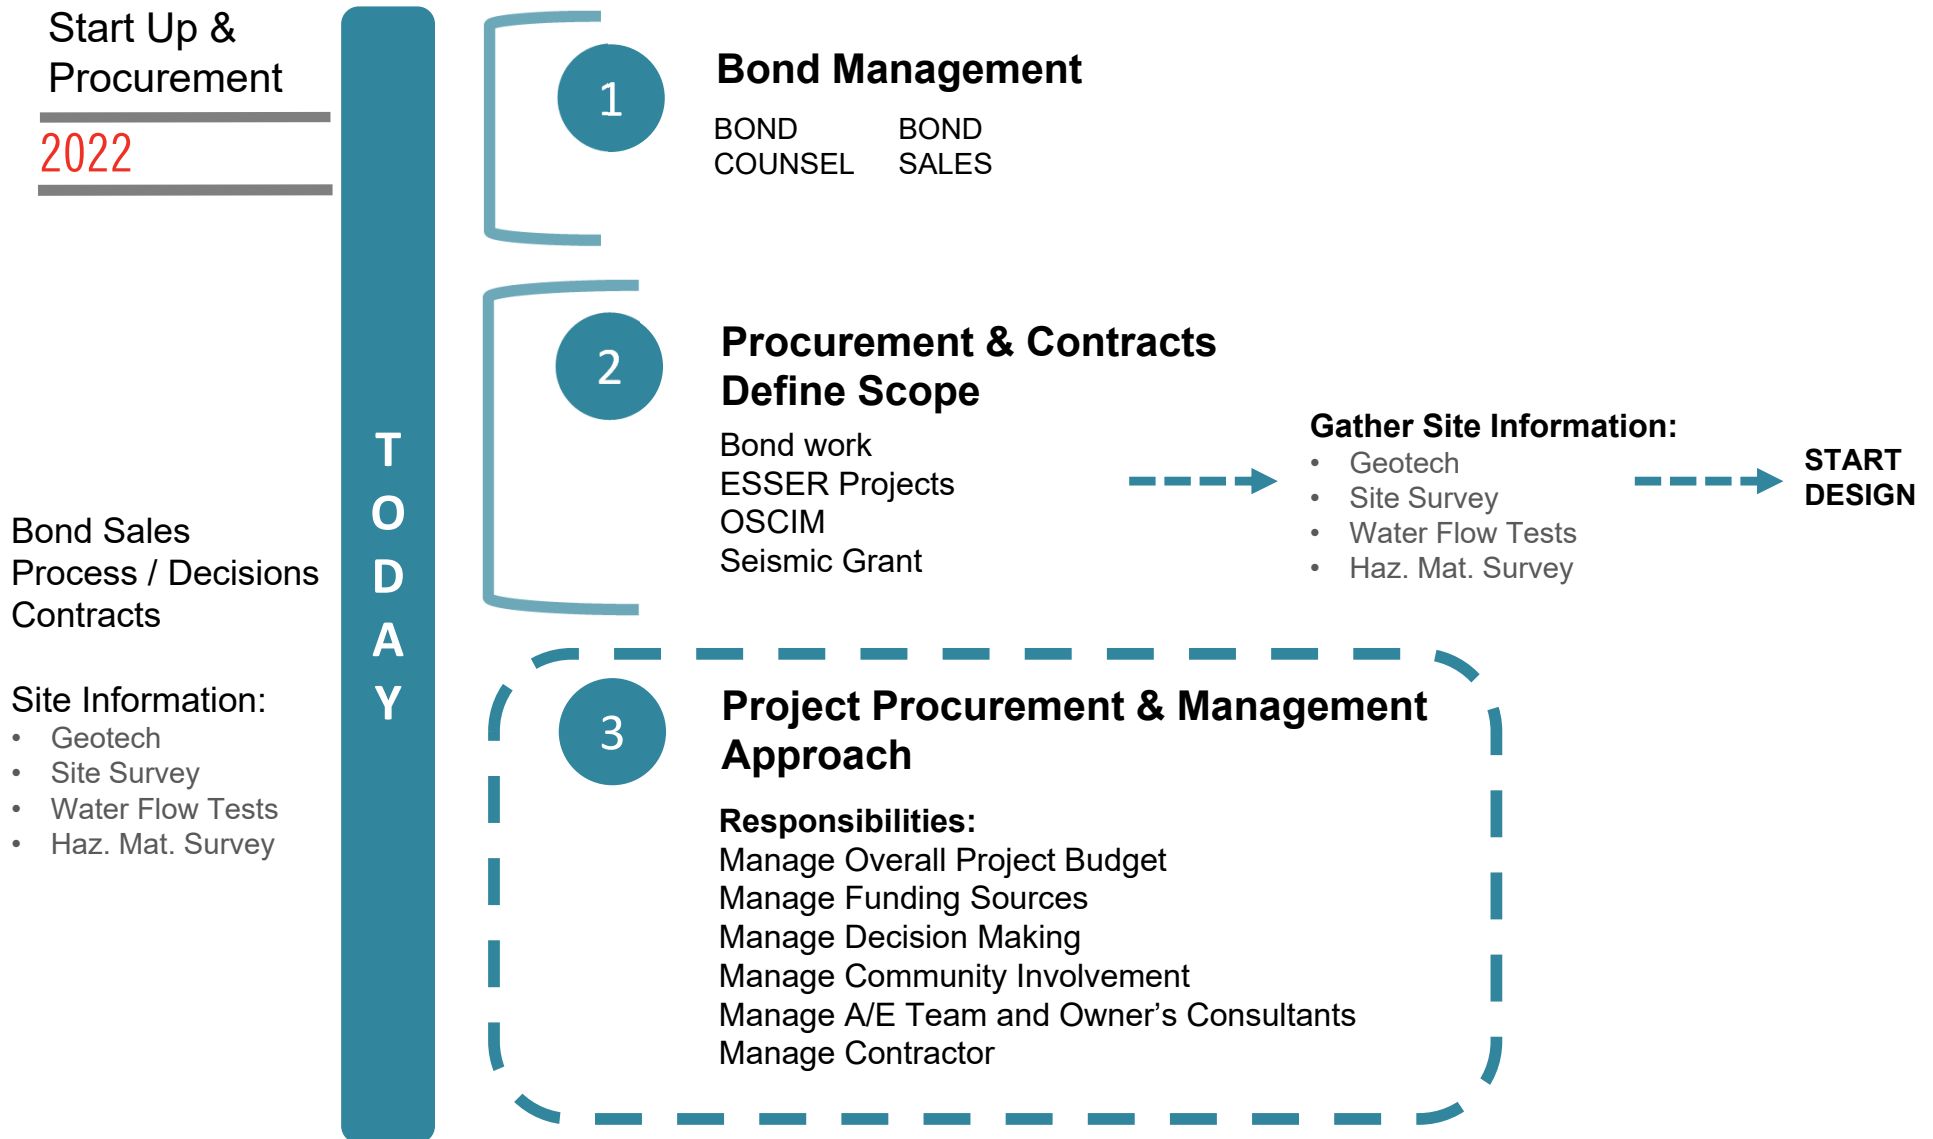 Start Up &
Procurement
2022
Bond Sales
Process / Decisions
Contracts
Site Information:
• Geotech
• Site Survey
• Water Flow Tests
• Haz. Mat. Survey
T
O
D
A
Y
1
Bond Management
BOND
COUNSEL
BOND
SALES
2
Procurement & Contracts
Define Scope
Bond work
ESSER Projects
OSCIM
Seismic Grant
Gather Site Information:
• Geotech
• Site Survey
• Water Flow Tests
• Haz. Mat. Survey
START
DESIGN
3
Project Procurement & Management
Approach
Responsibilities:
Manage Overall Project Budget
Manage Funding Sources
Manage Decision Making
Manage Community Involvement
Manage A/E Team and Owner’s Consultants
Manage Contractor